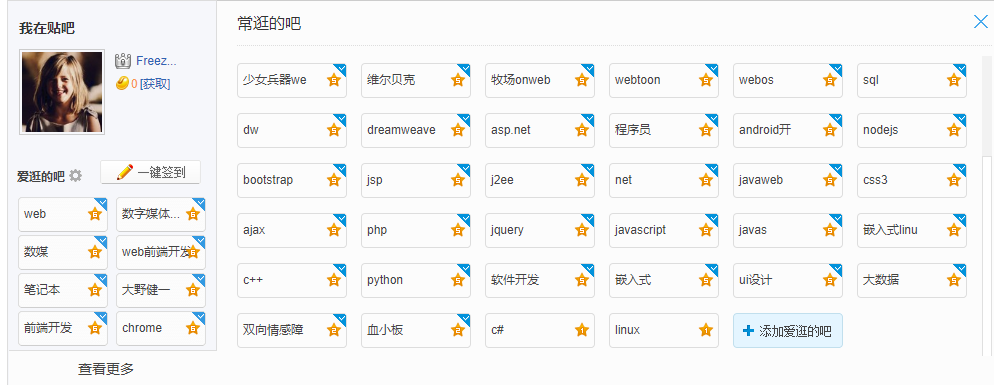 我在贴吧
Freez...
0 [获取]
爱逛的吧
一键签到
web
数字媒体...
数媒
web前端开发
笔记本
大野健一
前端开发
chrome
查看更多
常逛的吧
少女兵器we
维尔贝克
牧场onweb
webtoon
webos
sql
dw
dreamweave
asp.net
程序员
android开
nodejs
bootstrap
jsp
j2ee
net
javaweb
css3
ajax
php
jquery
javascript
javas
嵌入式linu
c++
python
软件开发
嵌入式
ui设计
大数据
双向情感障
血小板
c#
linux
添加爱逛的吧